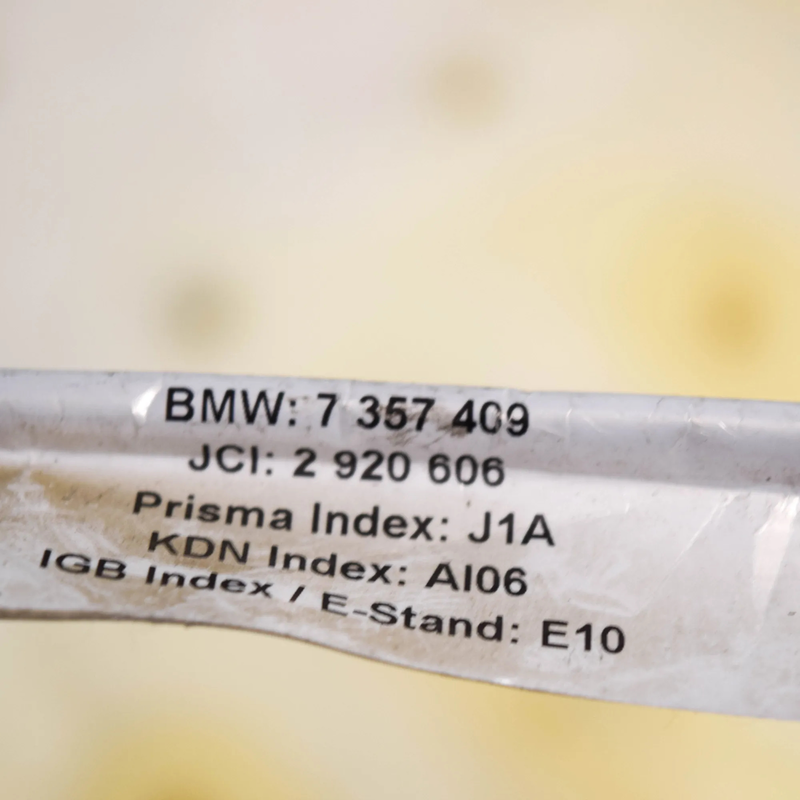 BMW: 7 357 409
JCI: 2 920 606
Prisma Index: J1A
KDN Index: AI06
IGB Index / E-Stand: E10